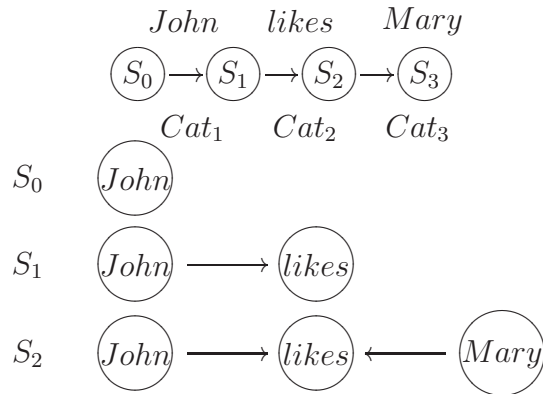 John likes Mary
S₀ S₁ S₂ S₃
Cat₁ Cat₂ Cat₃
S₀ John
S₁ John likes
S₂ John likes Mary